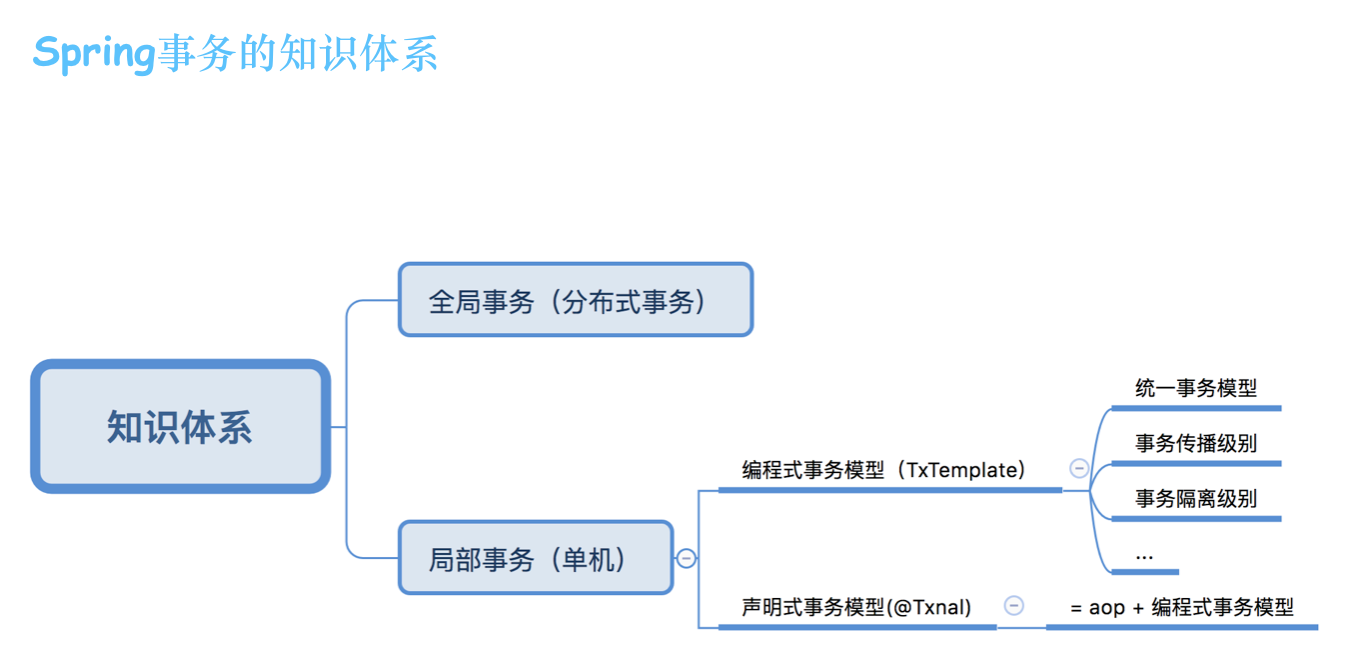 Spring事务的知识体系
全局事务（分布式事务）
知识体系
局部事务（单机）
编程式事务模型（TxTemplate）
统一事务模型
事务传播级别
事务隔离级别
...
声明式事务模型(@Txnal)
= aop + 编程式事务模型